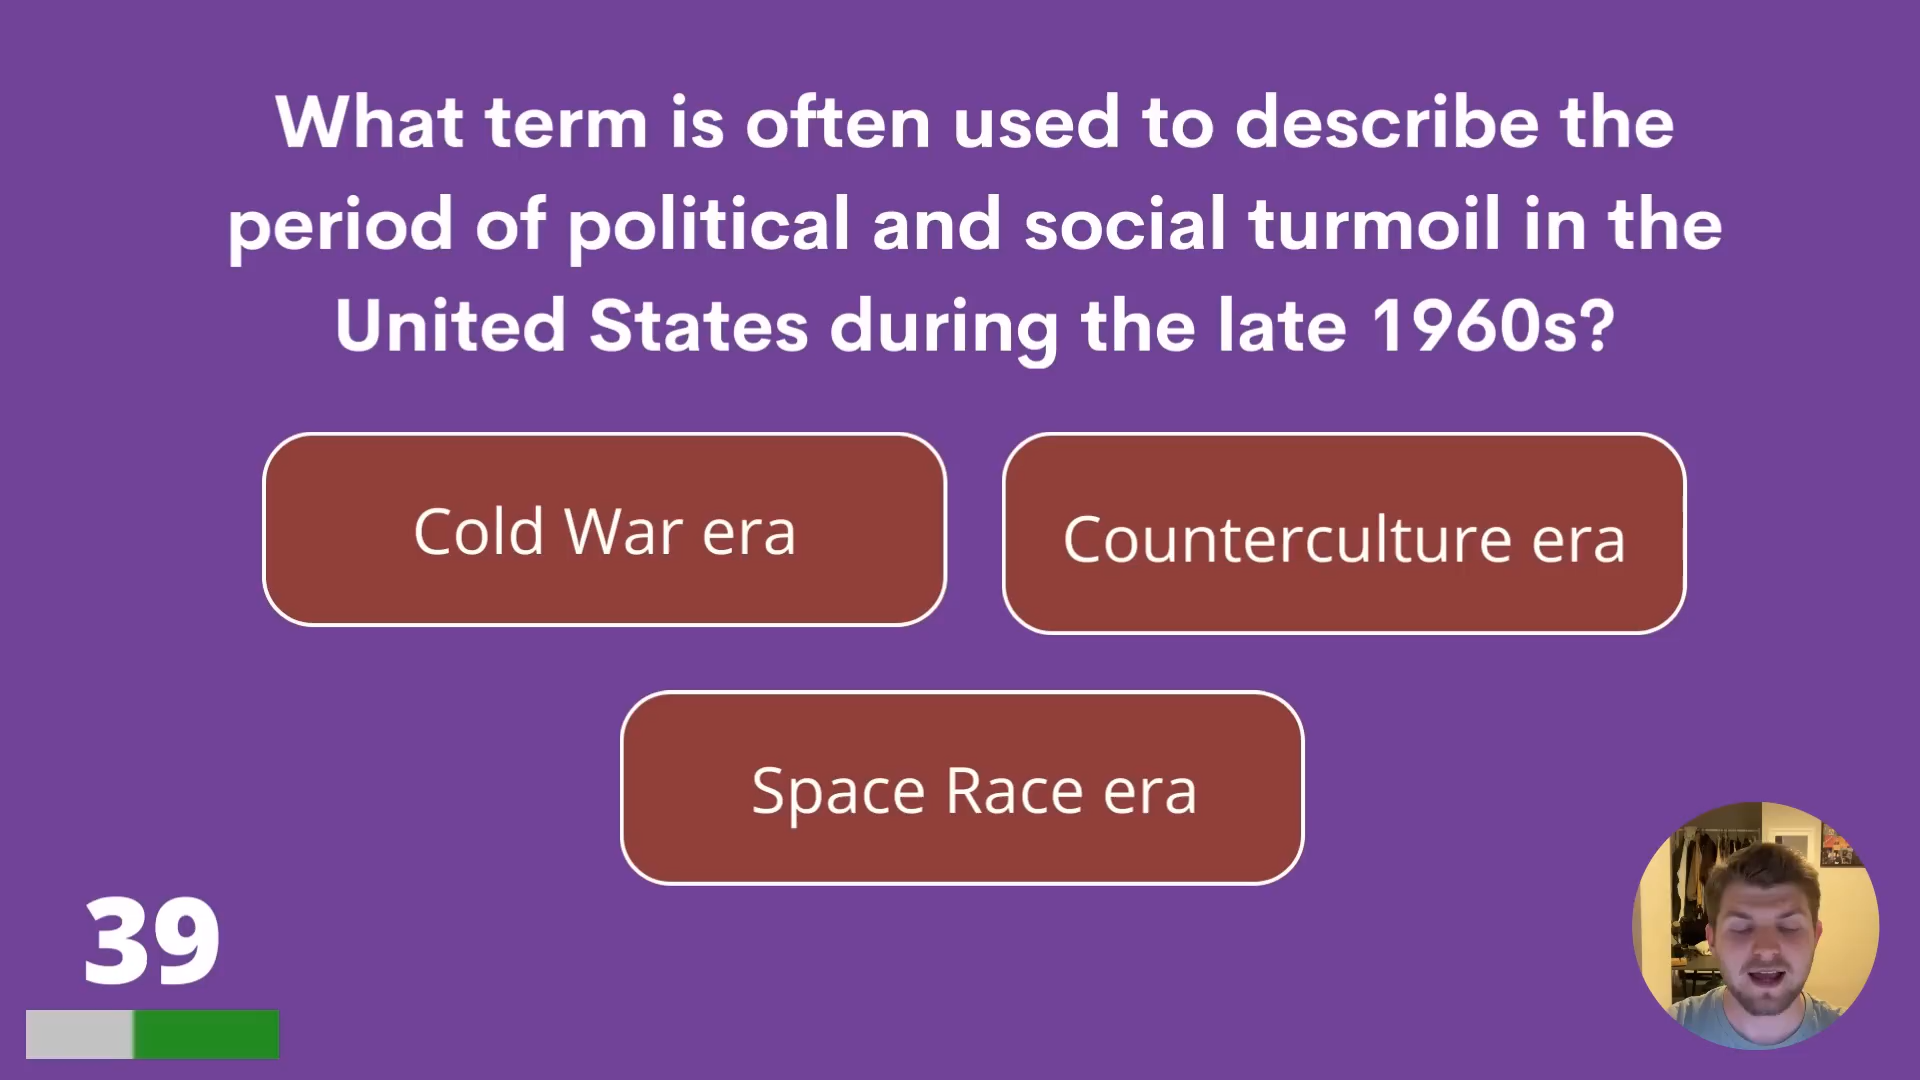 What term is often used to describe the
period of political and social turmoil in the
United States during the late 1960s?
Cold War era
Counterculture era
Space Race era
39